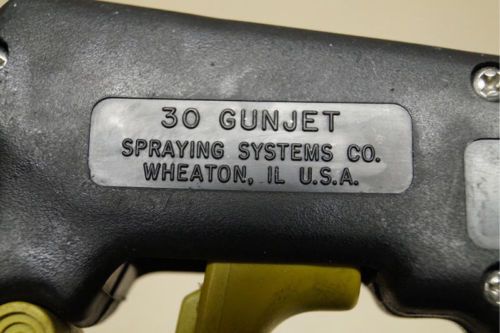 30 GUNJET
SPRAYING SYSTEMS CO.
WHEATON, IL U.S.A.